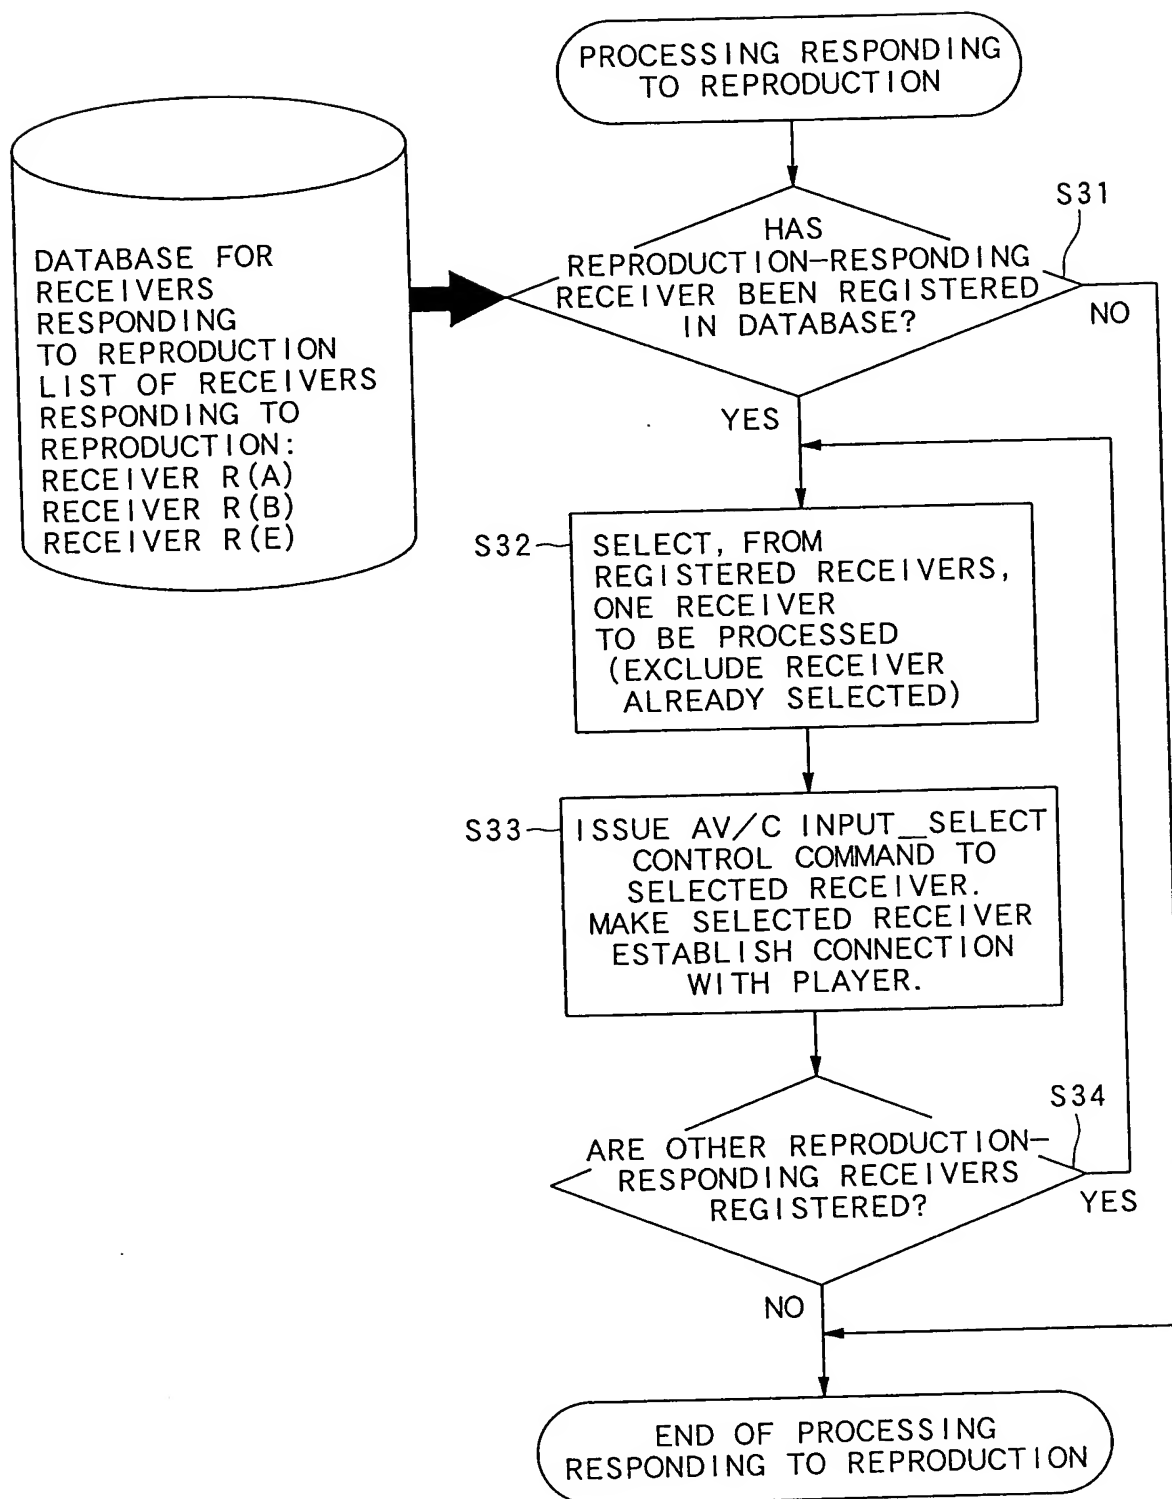 PROCESSING RESPONDING
TO REPRODUCTION
DATABASE FOR
RECEIVERS
RESPONDING
TO REPRODUCTION
LIST OF RECEIVERS
RESPONDING TO
REPRODUCTION:
RECEIVER R(A)
RECEIVER R(B)
RECEIVER R(E)
S31
HAS
REPRODUCTION-RESPONDING
RECEIVER BEEN REGISTERED
IN DATABASE?
NO
YES
S32
SELECT, FROM
REGISTERED RECEIVERS,
ONE RECEIVER
TO BE PROCESSED
(EXCLUDE RECEIVER
ALREADY SELECTED)
S33
ISSUE AV/C INPUT_SELECT
CONTROL COMMAND TO
SELECTED RECEIVER.
MAKE SELECTED RECEIVER
ESTABLISH CONNECTION
WITH PLAYER.
S34
ARE OTHER REPRODUCTION-
RESPONDING RECEIVERS
REGISTERED?
YES
NO
END OF PROCESSING
RESPONDING TO REPRODUCTION